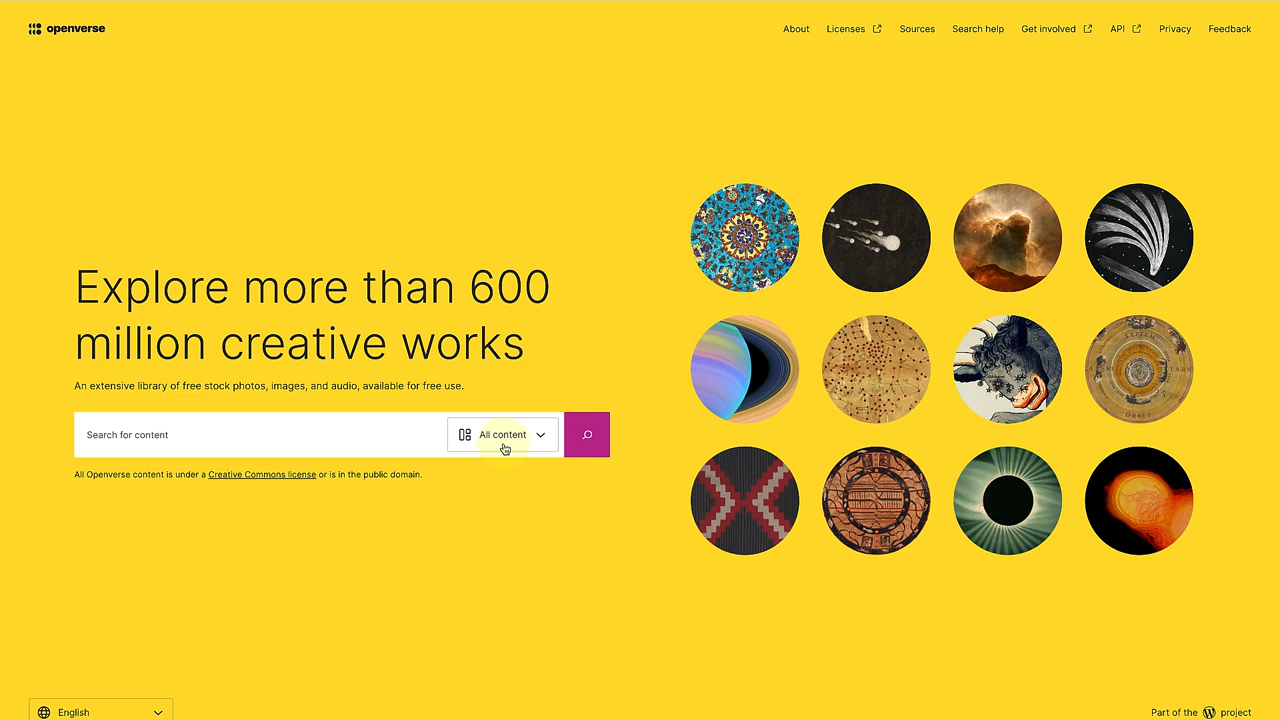 openverse
About Licenses Sources Search help Get involved API Privacy Feedback
Explore more than 600
million creative works
An extensive library of free stock photos, images, and audio, available for free use.
Search for content
All content
All Openverse content is under a Creative Commons license or is in the public domain.
English
Part of the W project